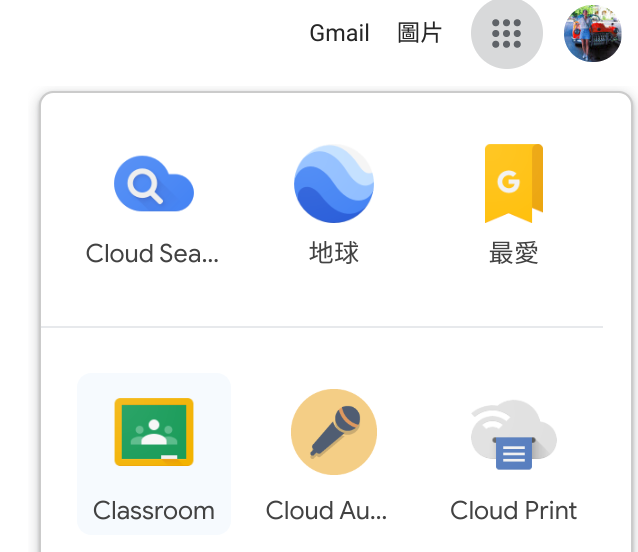 Gmail 圖片
Cloud Sea... 地球 最愛
Classroom Cloud Au... Cloud Print